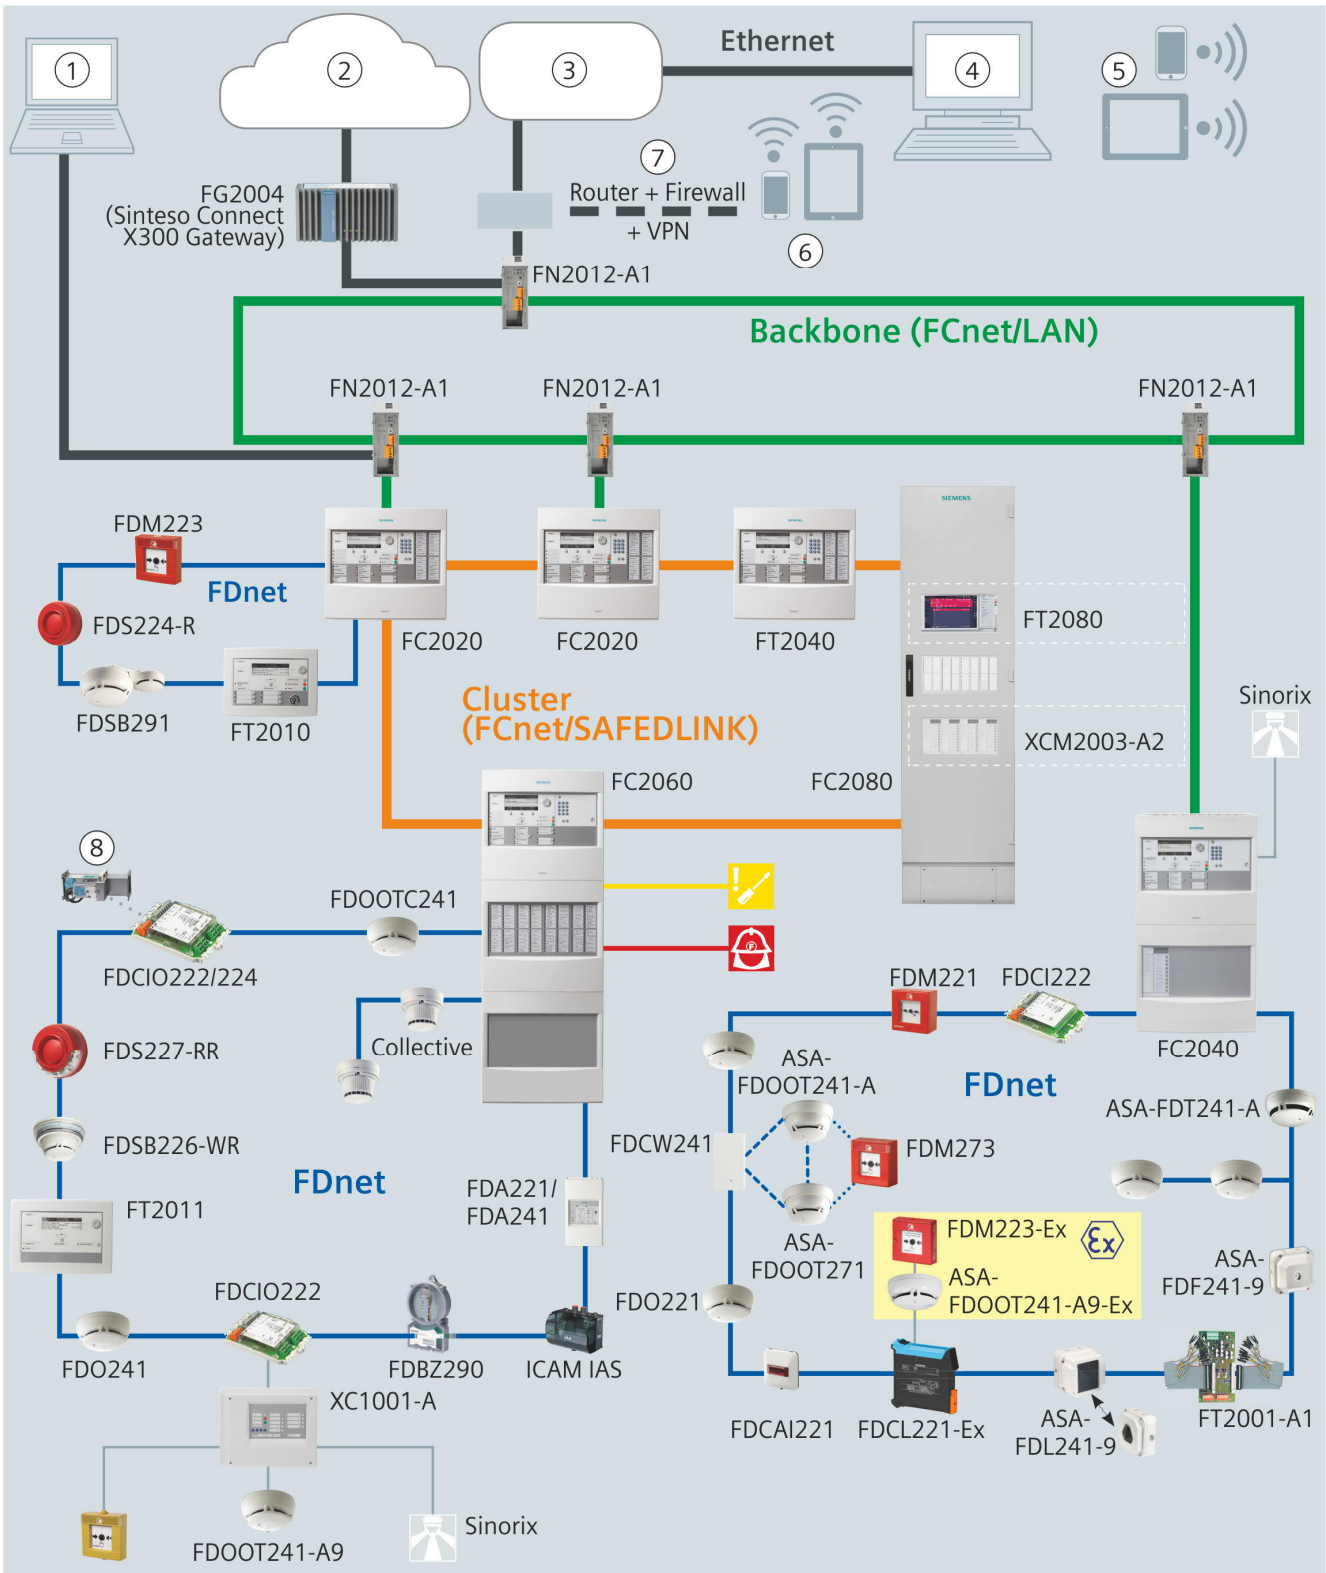 1
2
3
Ethernet
4
5
7
FG2004
(Sinteso Connect
X300 Gateway)
Router + Firewall
+ VPN
6
FN2012-A1
Backbone (FCnet/LAN)
FN2012-A1
FN2012-A1
FN2012-A1
SIEMENS
FDM223
FDnet
FDS224-R
FC2020
FC2020
FT2040
FT2080
FDSB291
FT2010
Cluster
(FCnet/SAFEDLINK)
Sinorix
XCM2003-A2
FC2060
FC2080
8
FDOOTC241
F
FDCIO222/224
FDM221
FDCI222
FDS227-RR
Collective
FC2040
ASA-
FDOOT241-A
FDnet
ASA-FDT241-A
FDSB226-WR
FDCW241
FDM273
FDnet
FT2011
FDA221/
FDA241
ASA-
FDOOT271
FDM223-Ex
Ex
ASA-
FDF241-9
ASA-
FDOOT241-A9-Ex
FDCIO222
FDO221
FDO241
FDBZ290
ICAM IAS
XC1001-A
FDCAI221
FDCL221-Ex
ASA-
FDL241-9
FT2001-A1
Sinorix
FDOOT241-A9